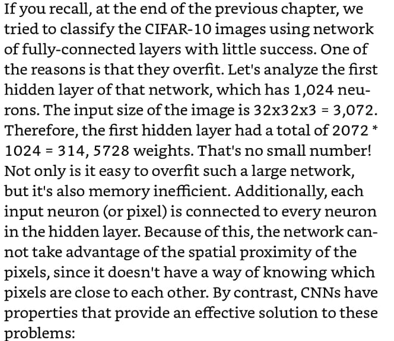 If you recall, at the end of the previous chapter, we
tried to classify the CIFAR-10 images using network
of fully-connected layers with little success. One of
the reasons is that they overfit. Let's analyze the first
hidden layer of that network, which has 1,024 neu-
rons. The input size of the image is 32x32x3 = 3,072.
Therefore, the first hidden layer had a total of 2072 *
1024 = 314, 5728 weights. That's no small number!
Not only is it easy to overfit such a large network,
but it's also memory inefficient. Additionally, each
input neuron (or pixel) is connected to every neuron
in the hidden layer. Because of this, the network can-
not take advantage of the spatial proximity of the
pixels, since it doesn't have a way of knowing which
pixels are close to each other. By contrast, CNNs have
properties that provide an effective solution to these
problems: